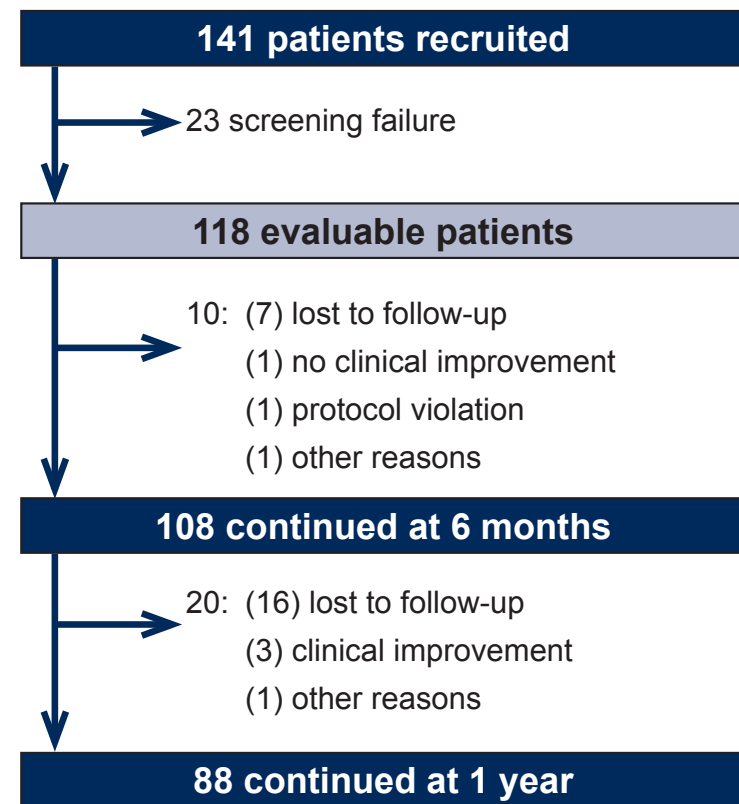 141 patients recruited
23 screening failure
118 evaluable patients
10: (7) lost to follow-up
(1) no clinical improvement
(1) protocol violation
(1) other reasons
108 continued at 6 months
20: (16) lost to follow-up
(3) clinical improvement
(1) other reasons
88 continued at 1 year